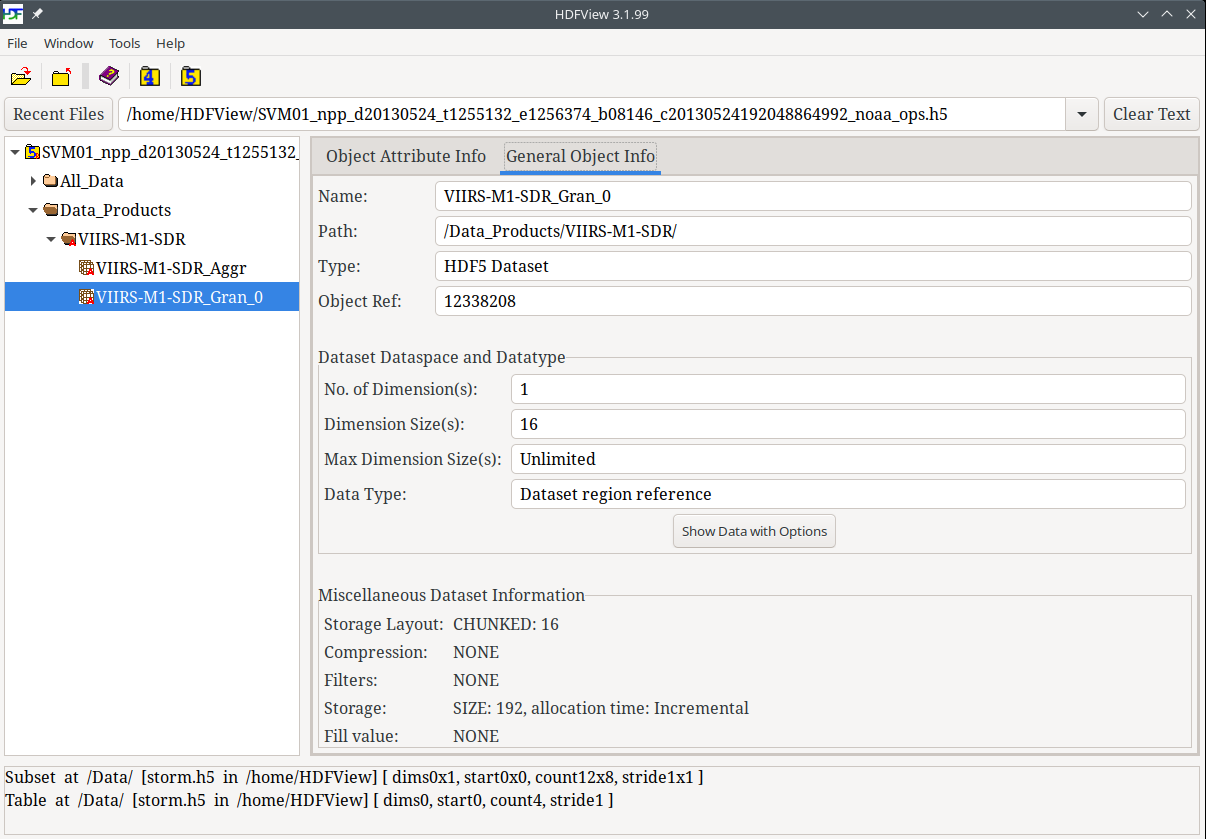 HDFView 3.1.99
File Window Tools Help
4 5
Recent Files /home/HDFView/SVM01_npp_d20130524_t1255132_e1256374_b08146_c20130524192048864992_noaa_ops.h5 Clear Text
SVM01_npp_d20130524_t1255132_
All_Data
Data_Products
VIIRS-M1-SDR
VIIRS-M1-SDR_Aggr
VIIRS-M1-SDR_Gran_0
Object Attribute Info General Object Info
Name: VIIRS-M1-SDR_Gran_0
Path: /Data_Products/VIIRS-M1-SDR/
Type: HDF5 Dataset
Object Ref: 12338208
Dataset Dataspace and Datatype
No. of Dimension(s): 1
Dimension Size(s): 16
Max Dimension Size(s): Unlimited
Data Type: Dataset region reference
Show Data with Options
Miscellaneous Dataset Information
Storage Layout: CHUNKED: 16
Compression: NONE
Filters: NONE
Storage: SIZE: 192, allocation time: Incremental
Fill value: NONE
Subset at /Data/ [storm.h5 in /home/HDFView] [ dims0x1, start0x0, count12x8, stride1x1 ]
Table at /Data/ [storm.h5 in /home/HDFView] [ dims0, start0, count4, stride1 ]